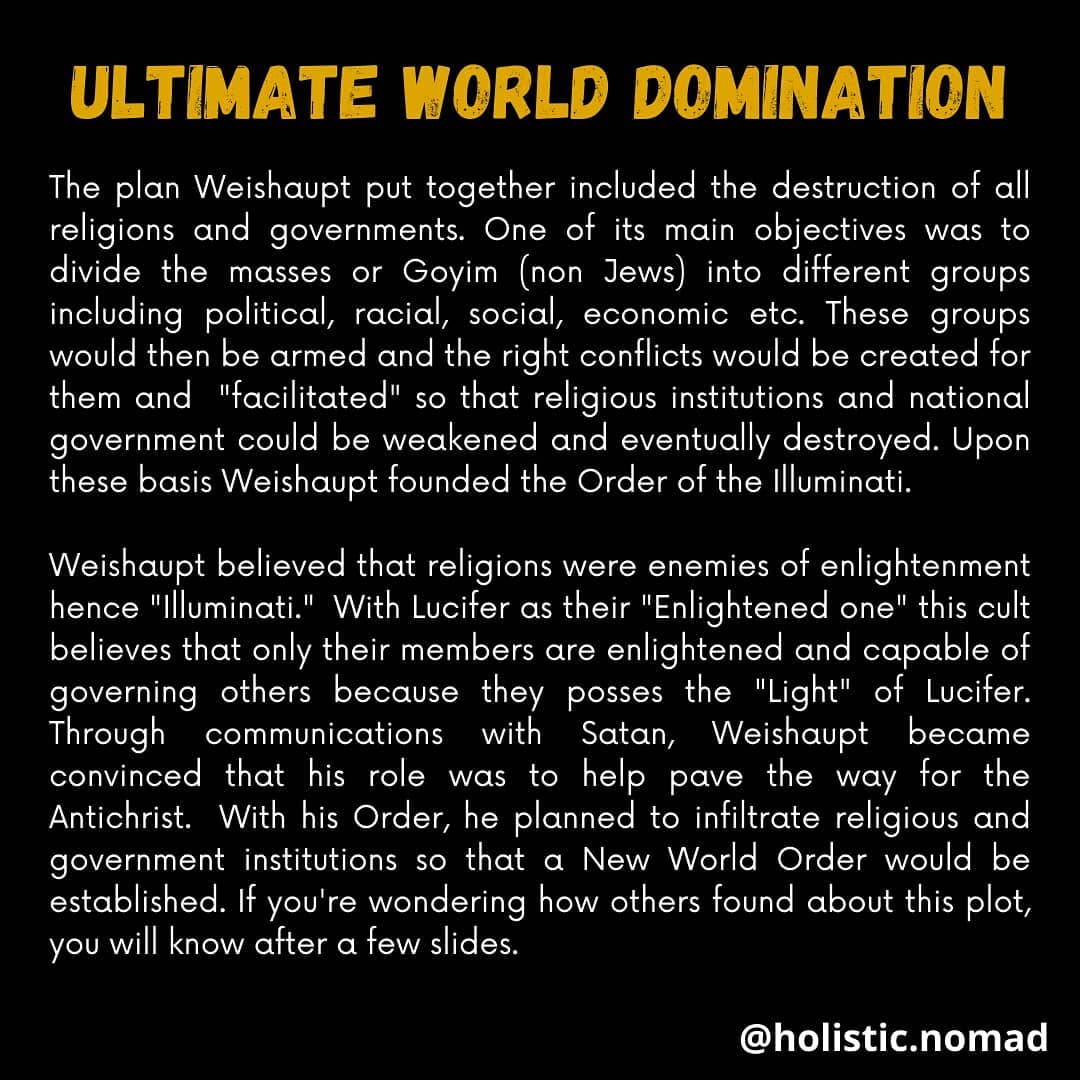 ULTIMATE WORLD DOMINATION
The plan Weishaupt put together included the destruction of all
religions and governments. One of its main objectives was to
divide the masses or Goyim (non Jews) into different groups
including political, racial, social, economic etc. These groups
would then be armed and the right conflicts would be created for
them and "facilitated" so that religious institutions and national
government could be weakened and eventually destroyed. Upon
these basis Weishaupt founded the Order of the Illuminati.
Weishaupt believed that religions were enemies of enlightenment
hence "Illuminati." With Lucifer as their "Enlightened one" this cult
believes that only their members are enlightened and capable of
governing others because they posses the "Light" of Lucifer.
Through communications with Satan, Weishaupt became
convinced that his role was to help pave the way for the
Antichrist. With his Order, he planned to infiltrate religious and
government institutions so that a New World Order would be
established. If you're wondering how others found about this plot,
you will know after a few slides.
@holistic.nomad